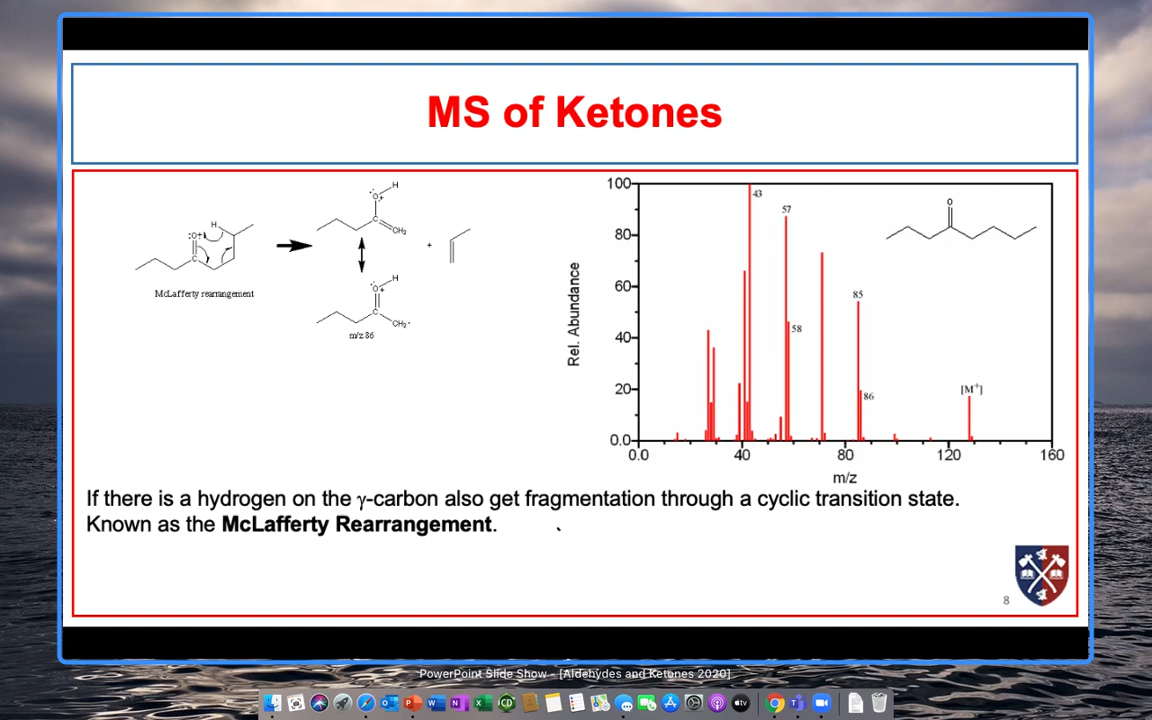 MS of Ketones
H
:O+
C
McLafferty rearrangement
H
:O+
C
CH2
+
H
:O+
C
CH2·
m/z 86
Rel. Abundance
100
80
60
40
20
0.0
0.0
40
80
120
160
m/z
43
57
58
85
86
[M+]
O
If there is a hydrogen on the γ-carbon also get fragmentation through a cyclic transition state.
Known as the McLafferty Rearrangement.
8
PowerPoint Slide Show - [Aldehydes and Ketones 2020]